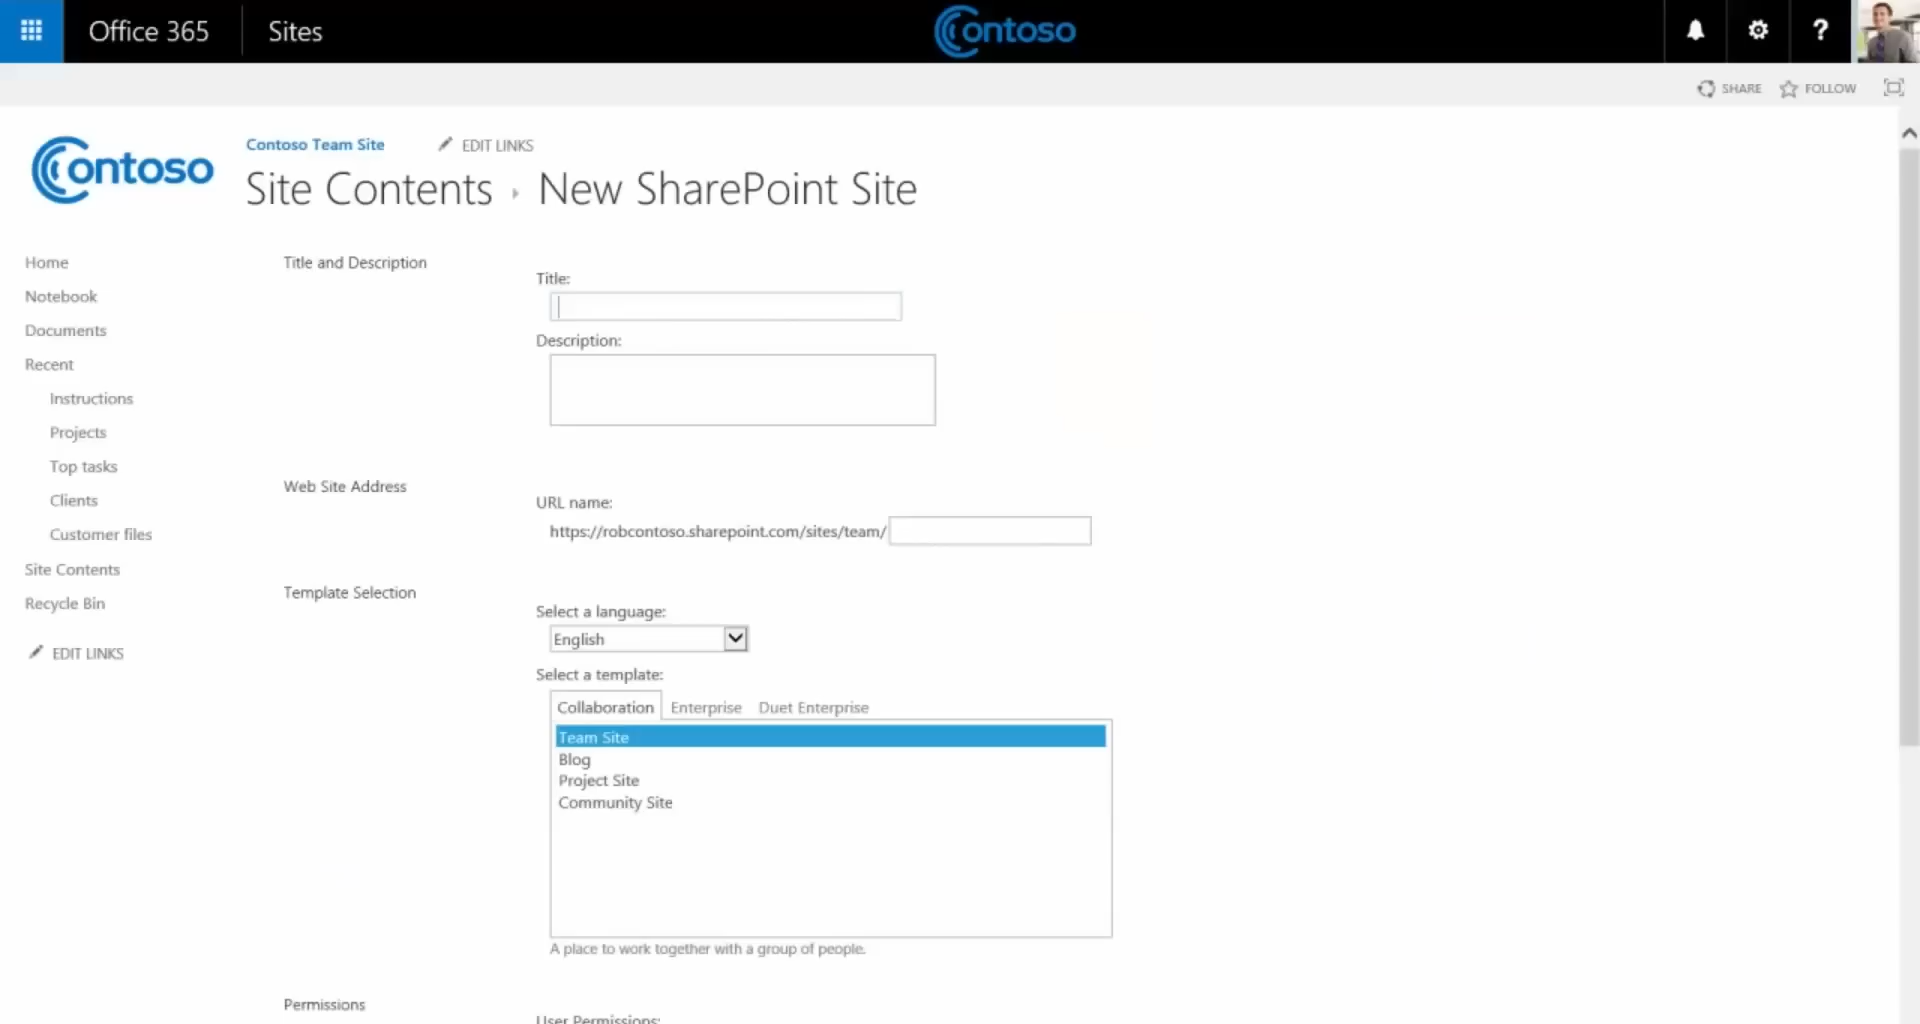 Office 365
Sites
Contoso
?
SHARE
FOLLOW
Contoso
Contoso Team Site
EDIT LINKS
Site Contents
New SharePoint Site
Home
Notebook
Documents
Recent
Instructions
Projects
Top tasks
Clients
Customer files
Site Contents
Recycle Bin
EDIT LINKS
Title and Description
Title:
Description:
Web Site Address
URL name:
https://robcontoso.sharepoint.com/sites/team/
Template Selection
Select a language:
English
Select a template:
Collaboration Enterprise Duet Enterprise
Team Site
Blog
Project Site
Community Site
A place to work together with a group of people.
Permissions
User Permissions: